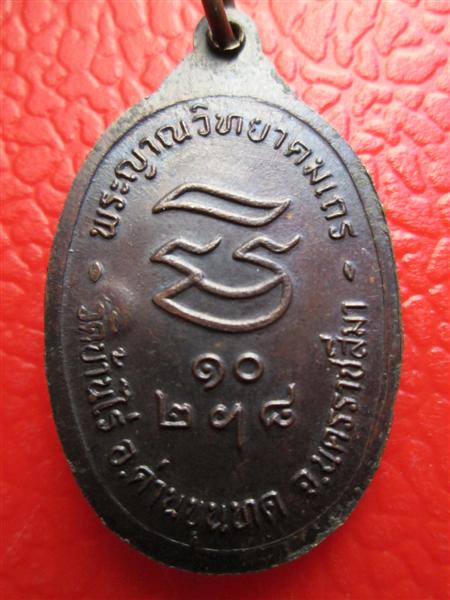 พระญาณวิทยาคมเถร
๑๐
๒ ๙ ๘
วัดบ้านไร่ อ.ด่านขุนทด จ.นครราชสีมา